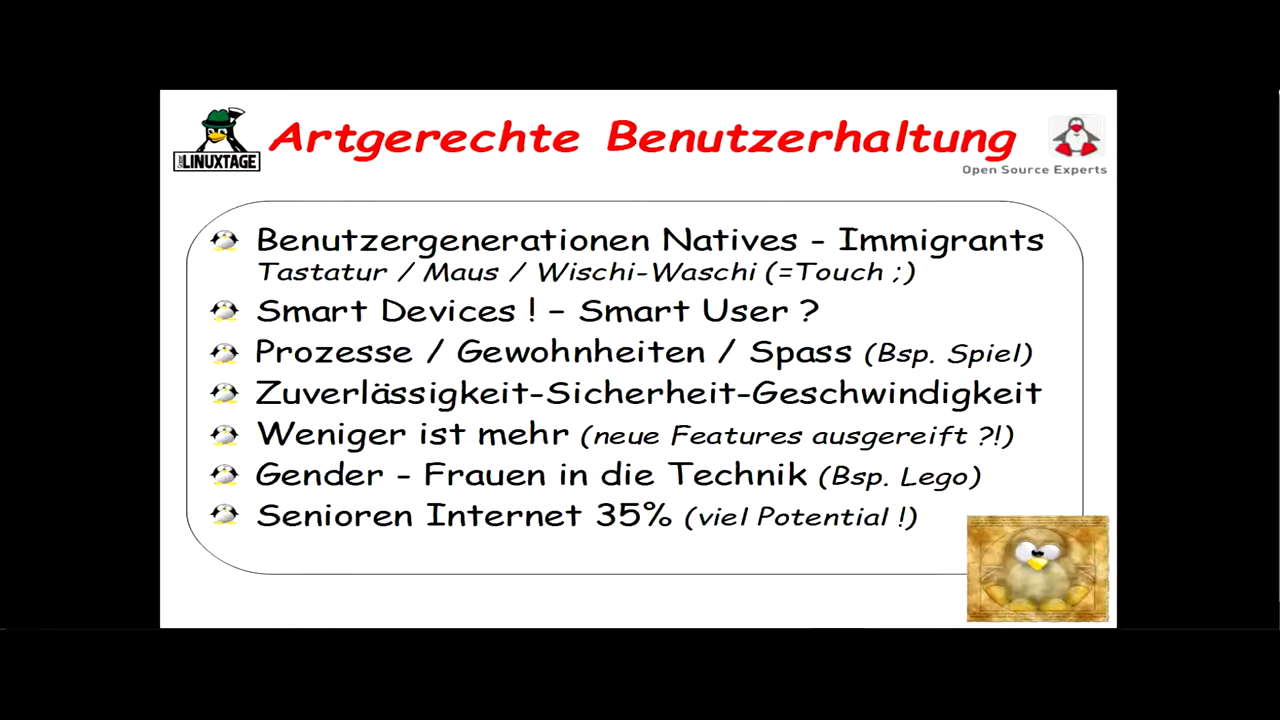 Artgerechte Benutzerhaltung
LINUXTAGE
Open Source Experts
Benutzergenerationen Natives - Immigrants
Tastatur / Maus / Wischi-Waschi (=Touch ;)
Smart Devices ! – Smart User ?
Prozesse / Gewohnheiten / Spass (Bsp. Spiel)
Zuverlässigkeit-Sicherheit-Geschwindigkeit
Weniger ist mehr (neue Features ausgereift ?!)
Gender - Frauen in die Technik (Bsp. Lego)
Senioren Internet 35% (viel Potential !)